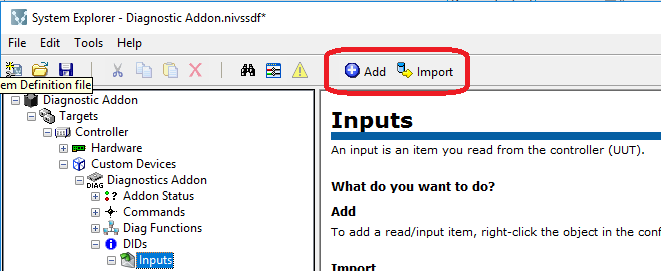 System Explorer - Diagnostic Addon.nivssdf*
File Edit Tools Help
Add Import
em Definition file
Diagnostic Addon
Targets
Controller
Hardware
Custom Devices
DIAG Diagnostics Addon
Addon Status
Commands
Diag Functions
DIDs
Inputs
Inputs
An input is an item you read from the controller (UUT).
What do you want to do?
Add
To add a read/input item, right-click the object in the conf
Import